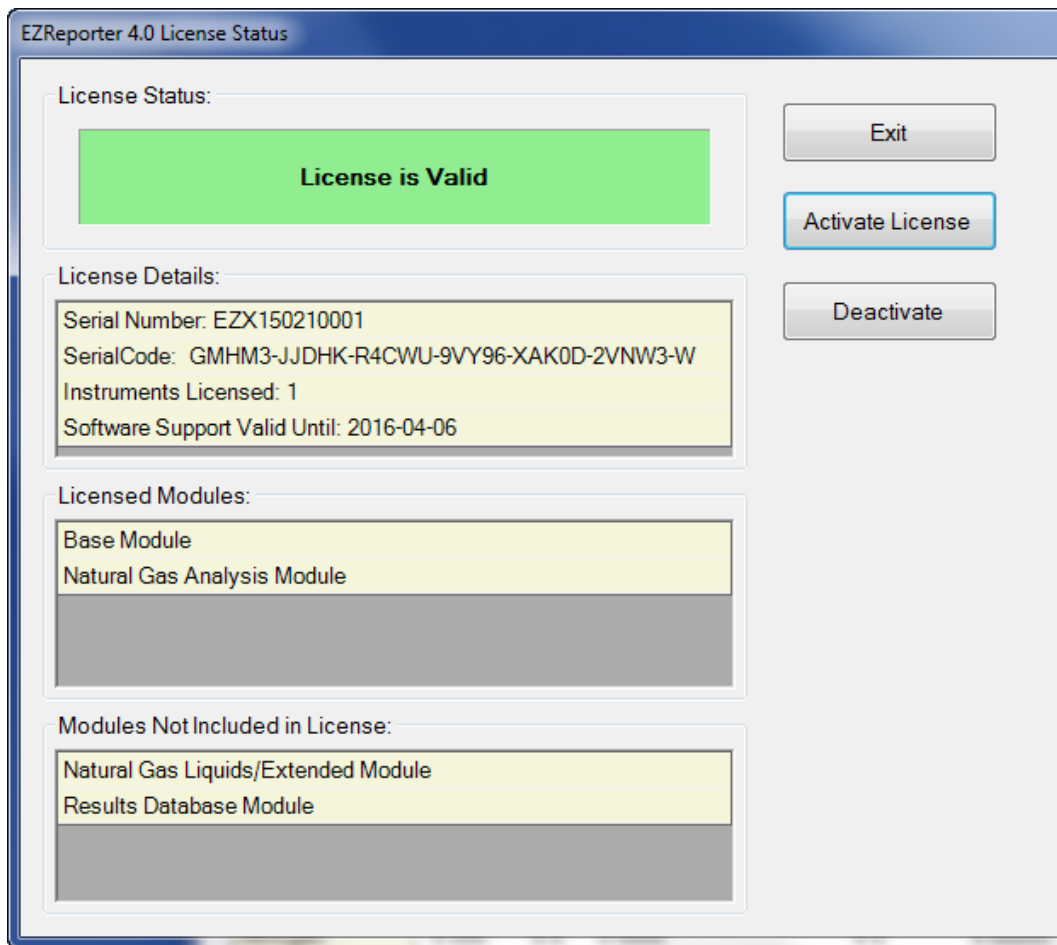 EZReporter 4.0 License Status
License Status:
License is Valid
Exit
Activate License
Deactivate
License Details:
Serial Number: EZX150210001
SerialCode:  GMHM3-JJDHK-R4CWU-9VY96-XAK0D-2VNW3-W
Instruments Licensed: 1
Software Support Valid Until: 2016-04-06
Licensed Modules:
Base Module
Natural Gas Analysis Module
Modules Not Included in License:
Natural Gas Liquids/Extended Module
Results Database Module